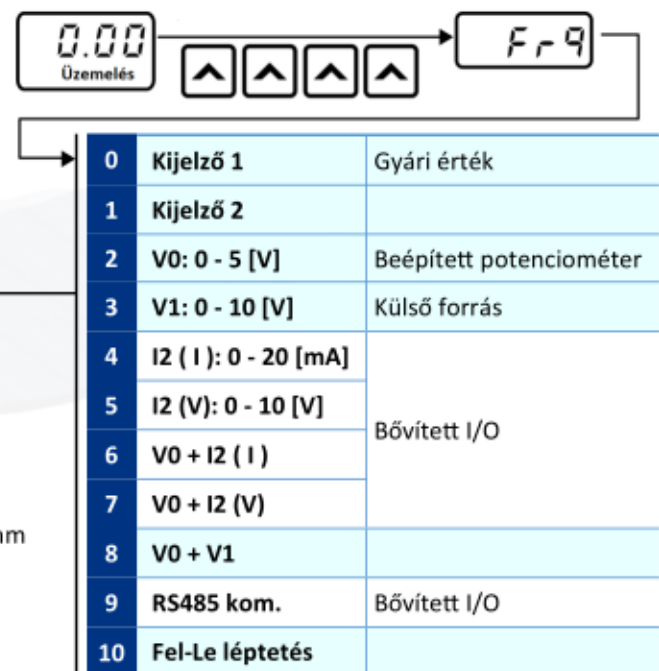 0.00
Üzemelés
Frq
0 Kijelző 1 Gyári érték
1 Kijelző 2
2 V0: 0 - 5 [V] Beépített potenciométer
3 V1: 0 - 10 [V] Külső forrás
4 I2 ( I ): 0 - 20 [mA]
5 I2 (V): 0 - 10 [V]
Bővített I/O
6 V0 + I2 ( I )
7 V0 + I2 (V)
8 V0 + V1
9 RS485 kom. Bővített I/O
10 Fel-Le léptetés